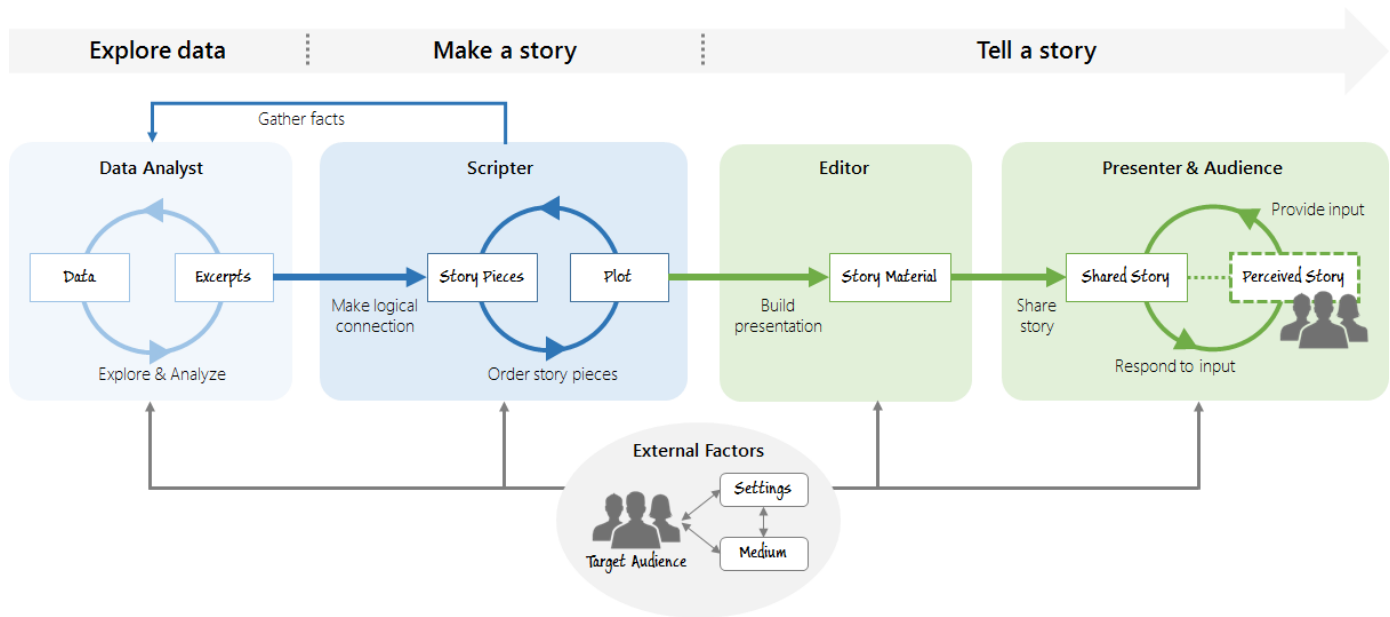 Explore data
Make a story
Tell a story
Gather facts
Data Analyst
Scripter
Editor
Presenter & Audience
Provide input
Data
Excerpts
Story Pieces
Plot
Story Material
Shared Story
Perceived Story
Make logical
connection
Build
presentation
Share
story
Explore & Analyze
Order story pieces
Respond to input
External Factors
Settings
Medium
Target Audience